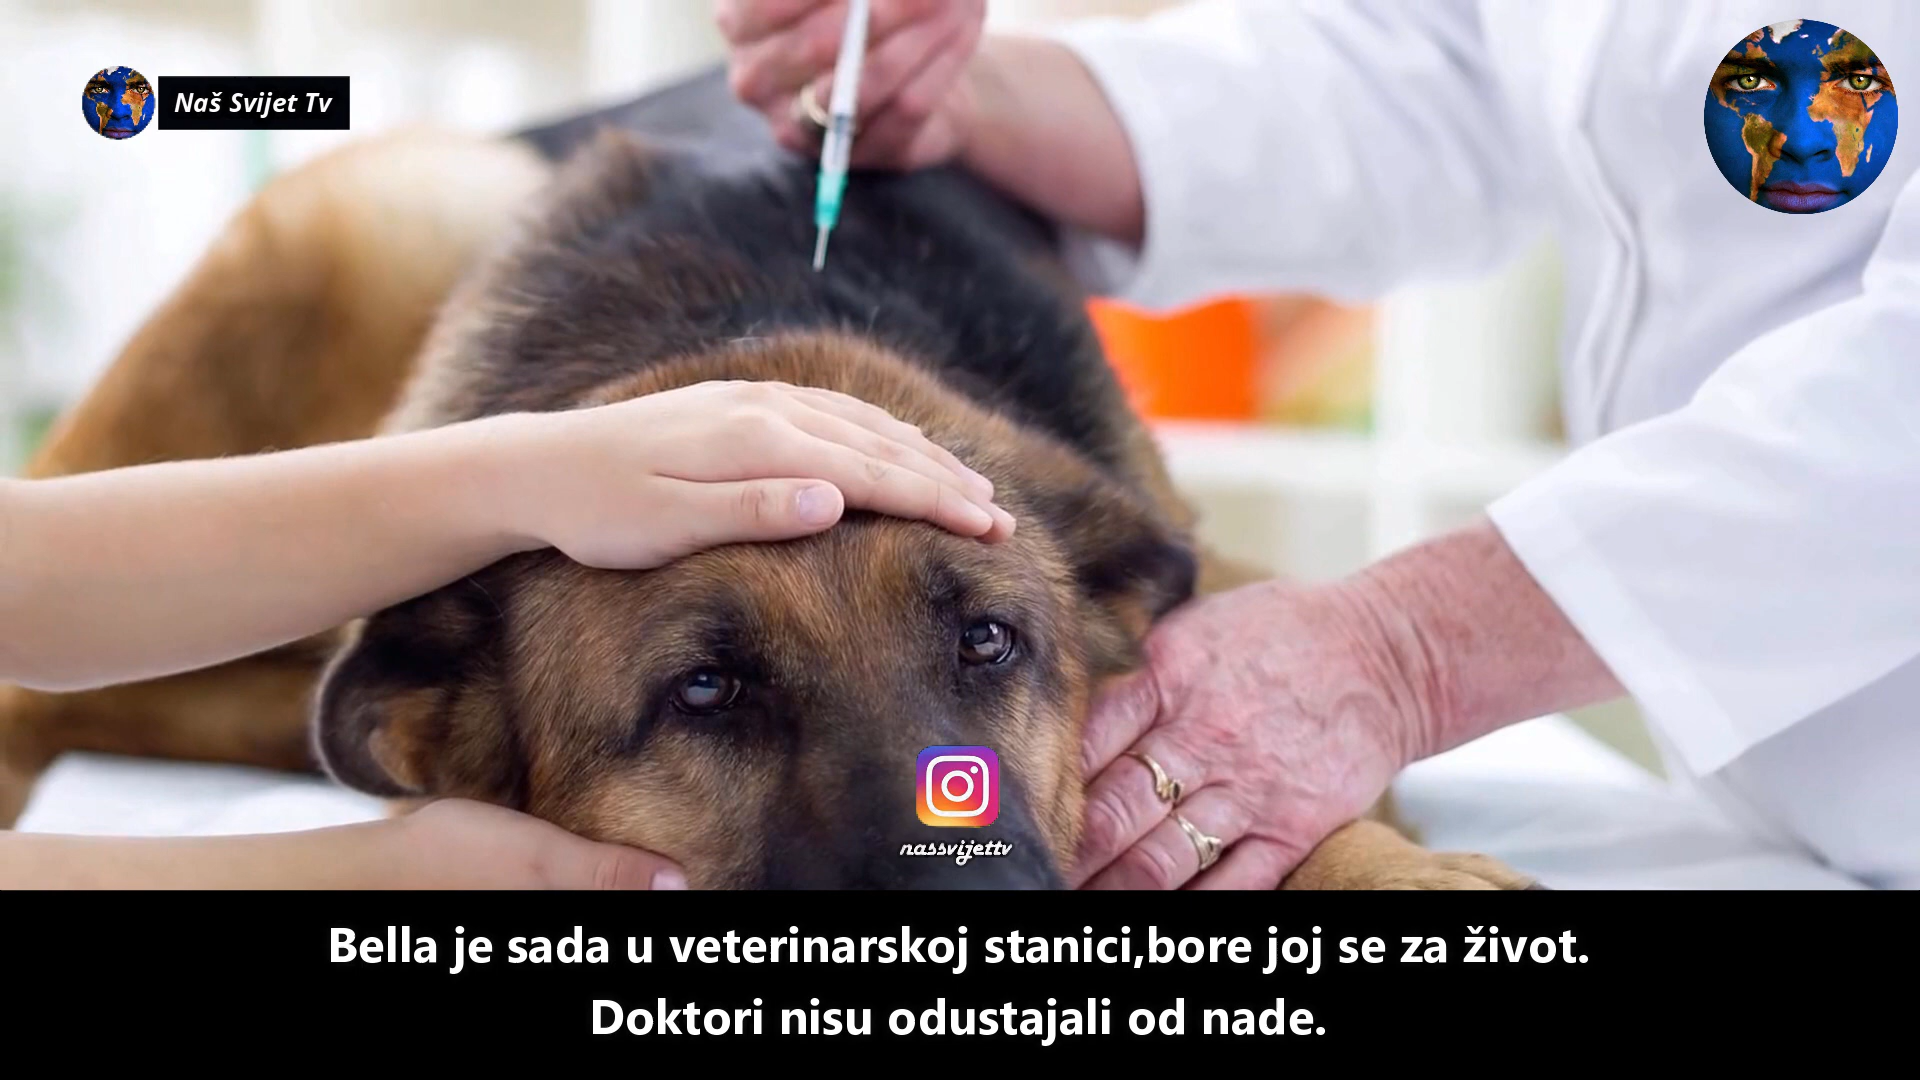 Naš Svijet Tv
nassvijettv
Bella je sada u veterinarskoj stanici,bore joj se za život.
Doktori nisu odustajali od nade.